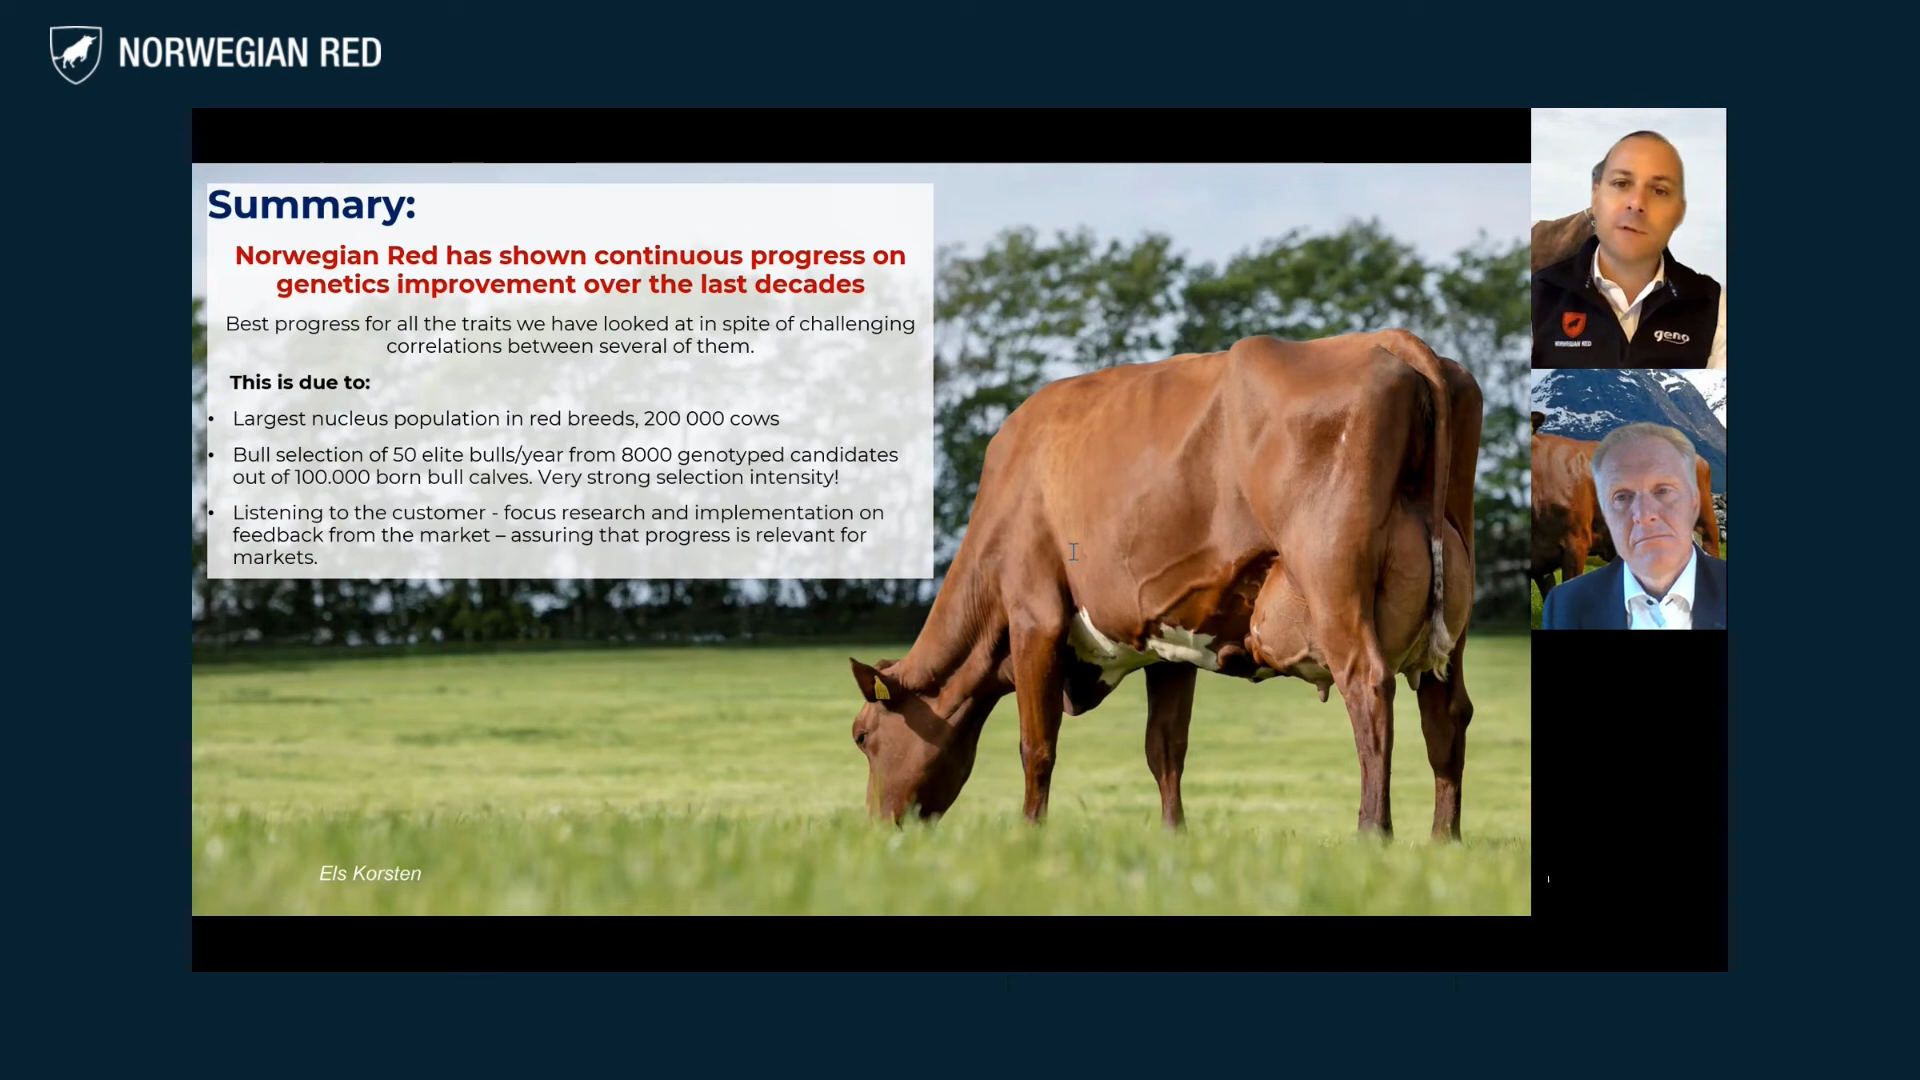 NORWEGIAN RED
Summary:
Norwegian Red has shown continuous progress on
genetics improvement over the last decades
Best progress for all the traits we have looked at in spite of challenging
correlations between several of them.
This is due to:
• Largest nucleus population in red breeds, 200 000 cows
• Bull selection of 50 elite bulls/year from 8000 genotyped candidates
out of 100.000 born bull calves. Very strong selection intensity!
• Listening to the customer - focus research and implementation on
feedback from the market – assuring that progress is relevant for
markets.
Els Korsten
NORWEGIAN RED
geno